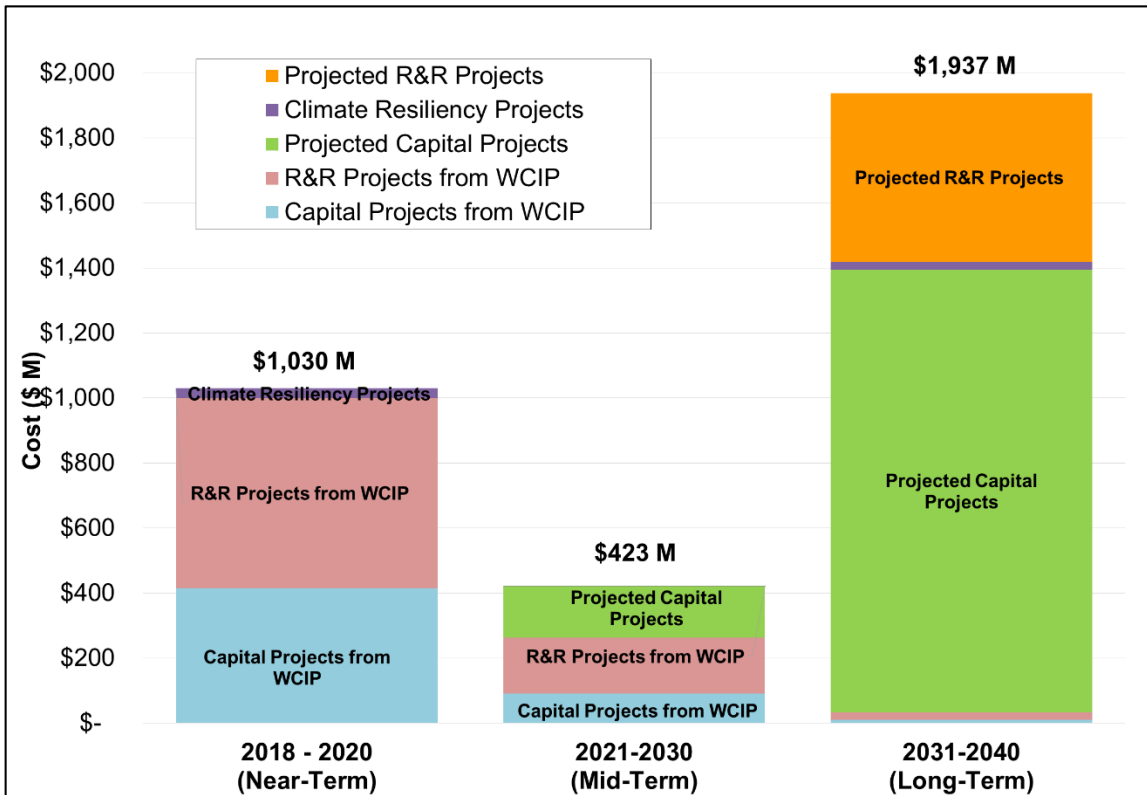 $2,000
$1,800
$1,600
$1,400
$1,200
$1,000
$800
$600
$400
$200
$-
Cost ($ M)
Projected R&R Projects
Climate Resiliency Projects
Projected Capital Projects
R&R Projects from WCIP
Capital Projects from WCIP
$1,030 M
Climate Resiliency Projects
R&R Projects from WCIP
Capital Projects from
WCIP
$423 M
Projected Capital
Projects
R&R Projects from WCIP
Capital Projects from WCIP
$1,937 M
Projected R&R Projects
Projected Capital
Projects
2018 - 2020
(Near-Term)
2021-2030
(Mid-Term)
2031-2040
(Long-Term)